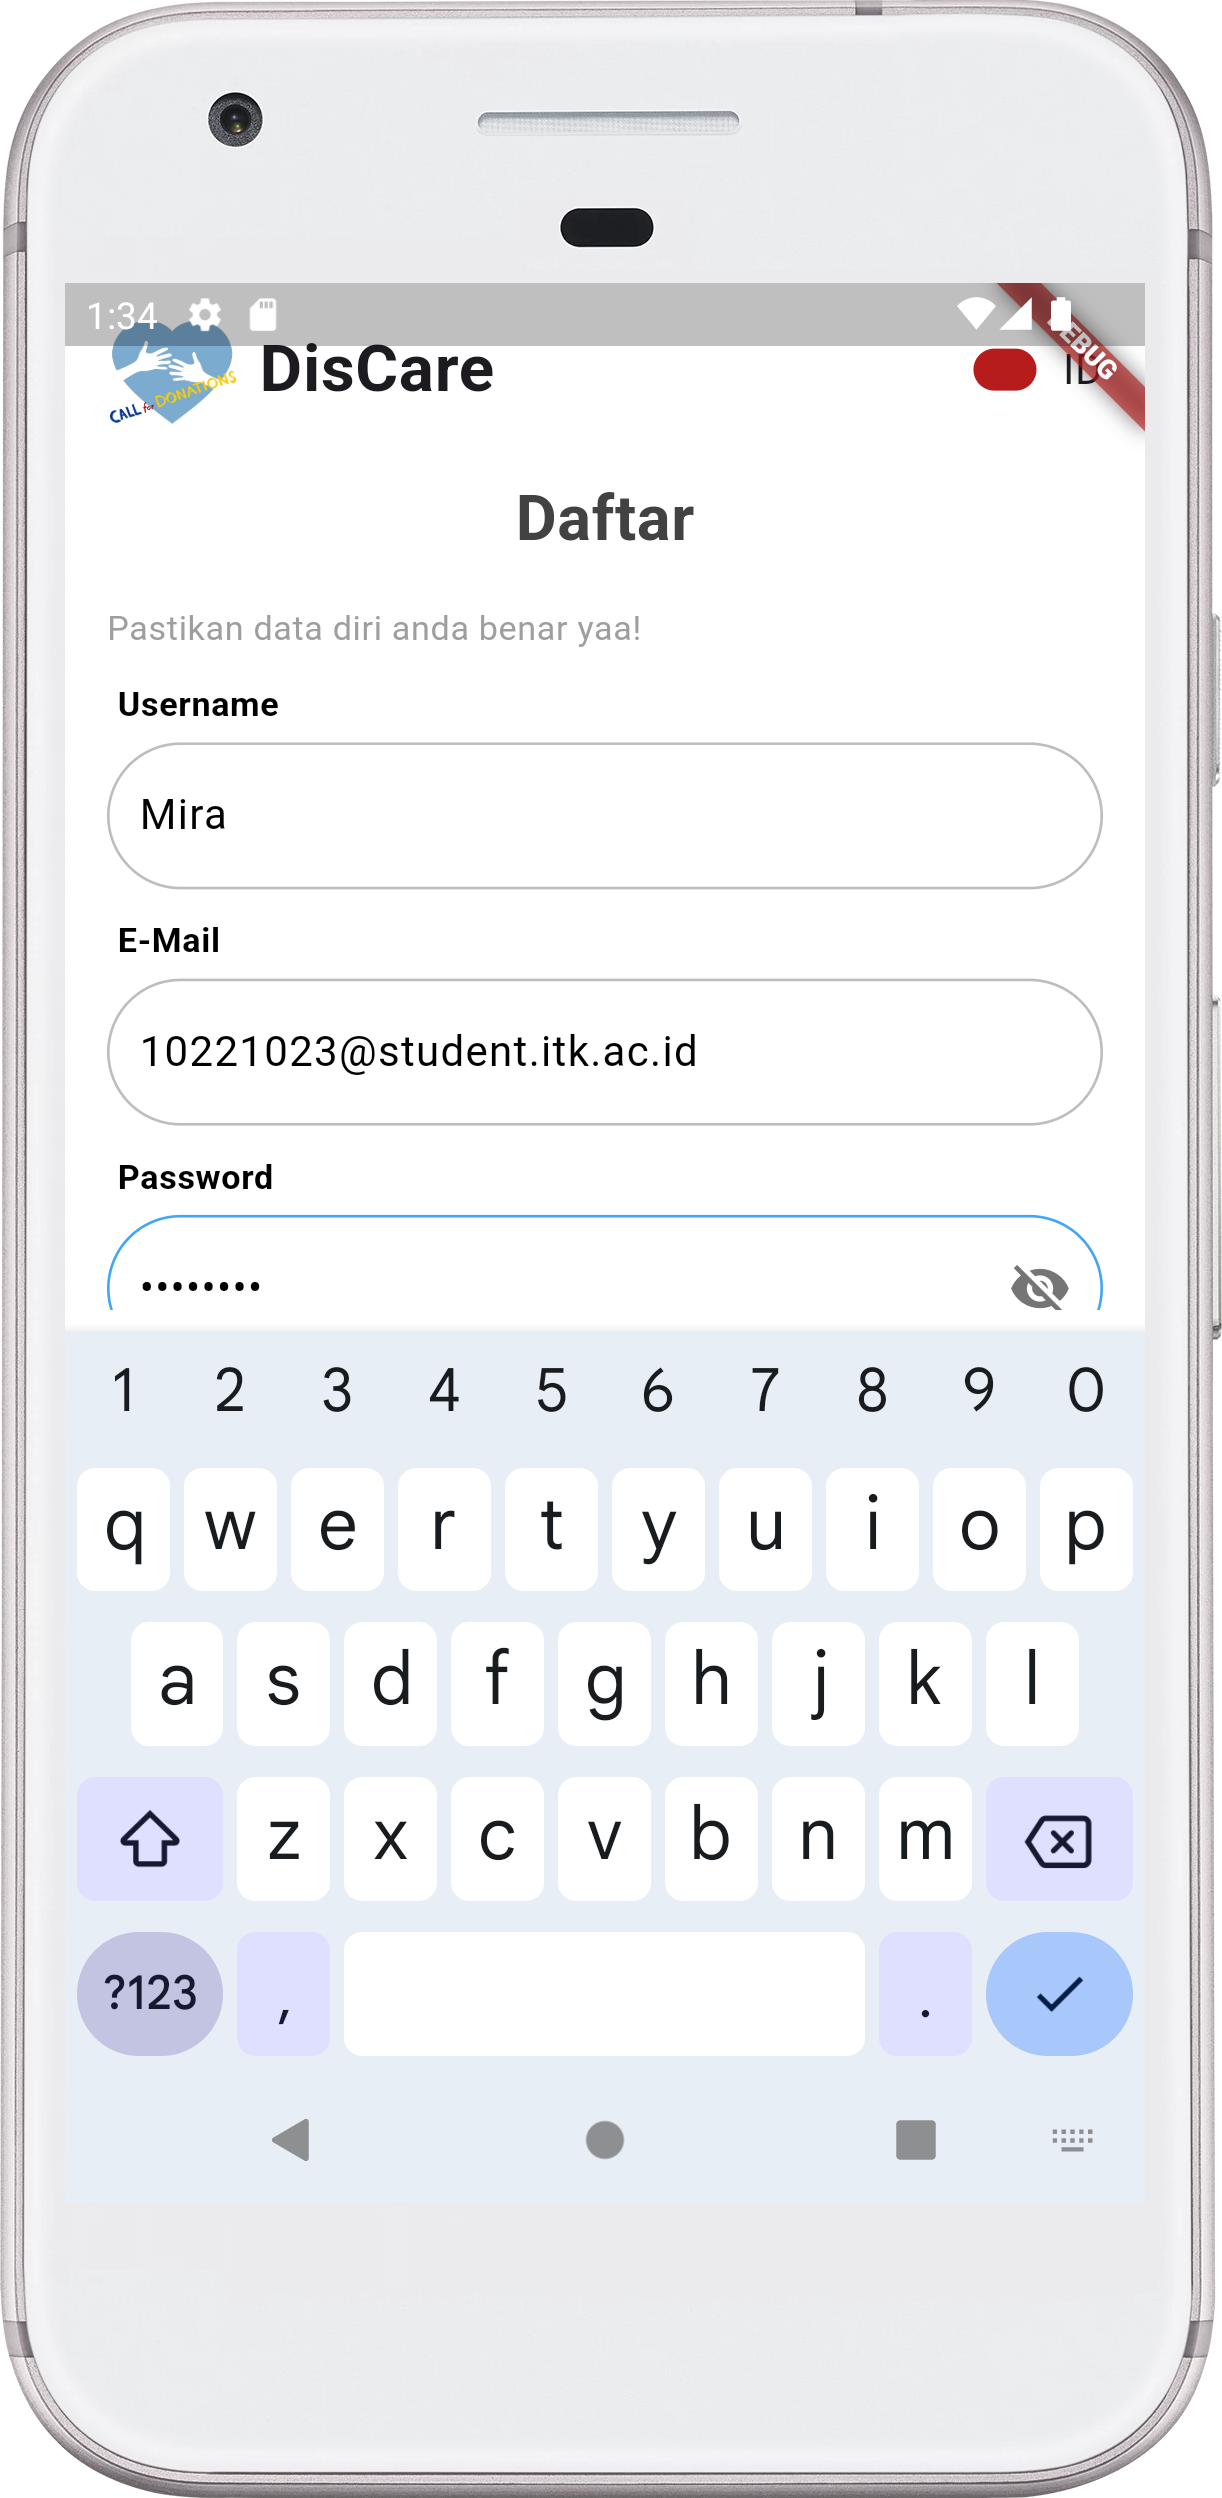 1:34
DisCare
ID
DEBUG
CALL for DONATIONS
Daftar
Pastikan data diri anda benar yaa!
Username
Mira
E-Mail
10221023@student.itk.ac.id
Password
••••••••
1 2 3 4 5 6 7 8 9 0
q w e r t y u i o p
a s d f g h j k l
z x c v b n m
?123 , .